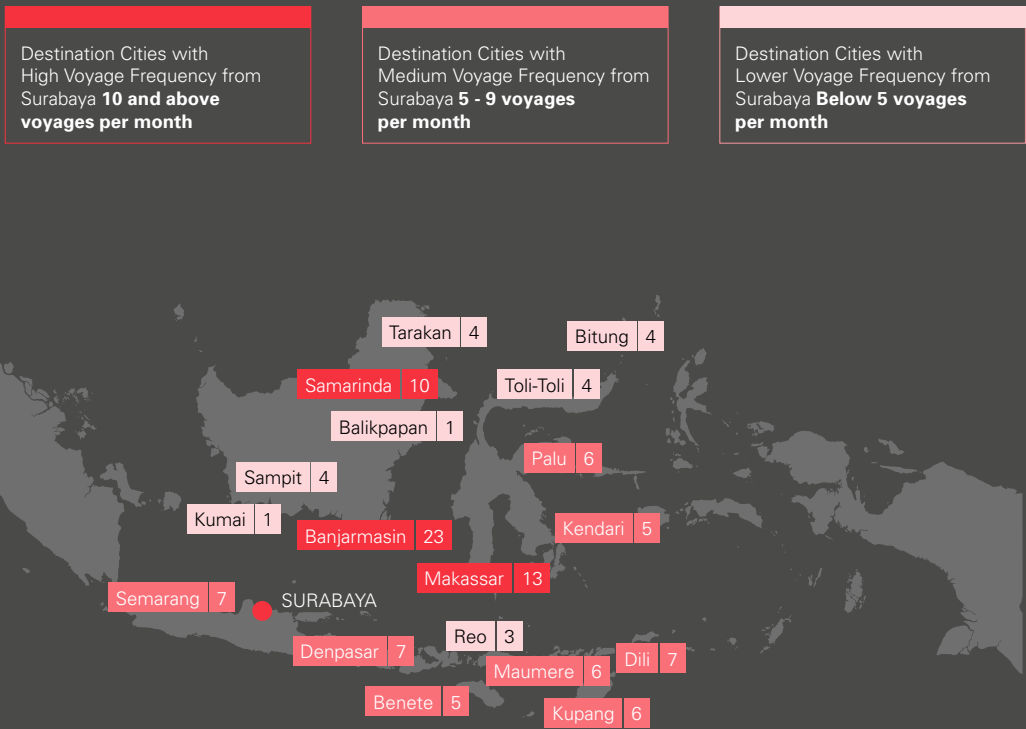 Destination Cities with
High Voyage Frequency from
Surabaya 10 and above
voyages per month
Destination Cities with
Medium Voyage Frequency from
Surabaya 5 - 9 voyages
per month
Destination Cities with
Lower Voyage Frequency from
Surabaya Below 5 voyages
per month
Tarakan 4
Bitung 4
Samarinda 10
Toli-Toli 4
Balikpapan 1
Palu 6
Sampit 4
Kumai 1
Banjarmasin 23
Kendari 5
Makassar 13
Semarang 7
SURABAYA
Reo 3
Denpasar 7
Dili 7
Maumere 6
Benete 5
Kupang 6